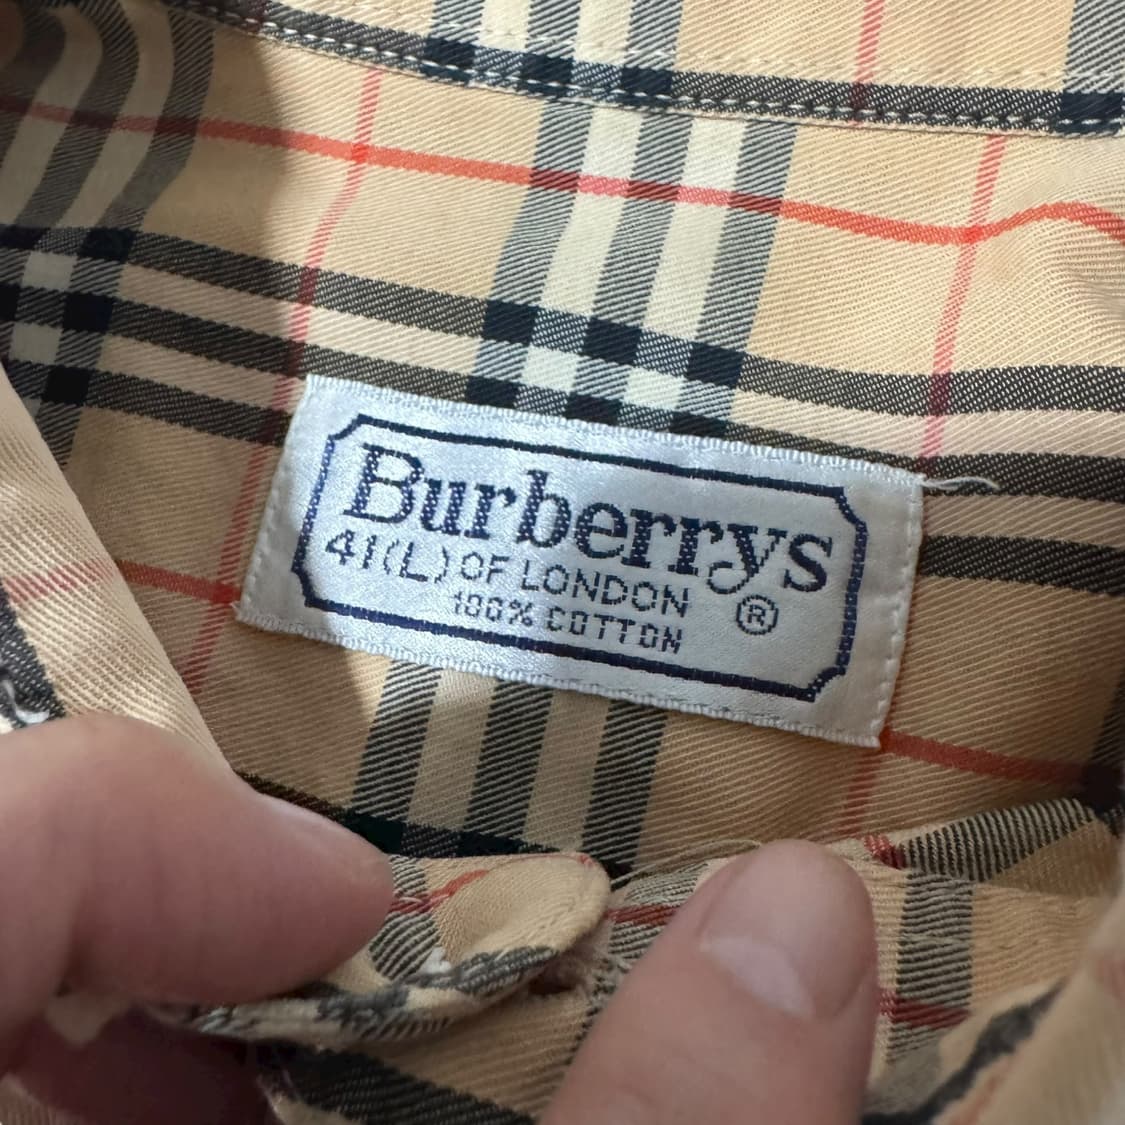 Burberrys
41(L) OF LONDON ®
100% COTTON